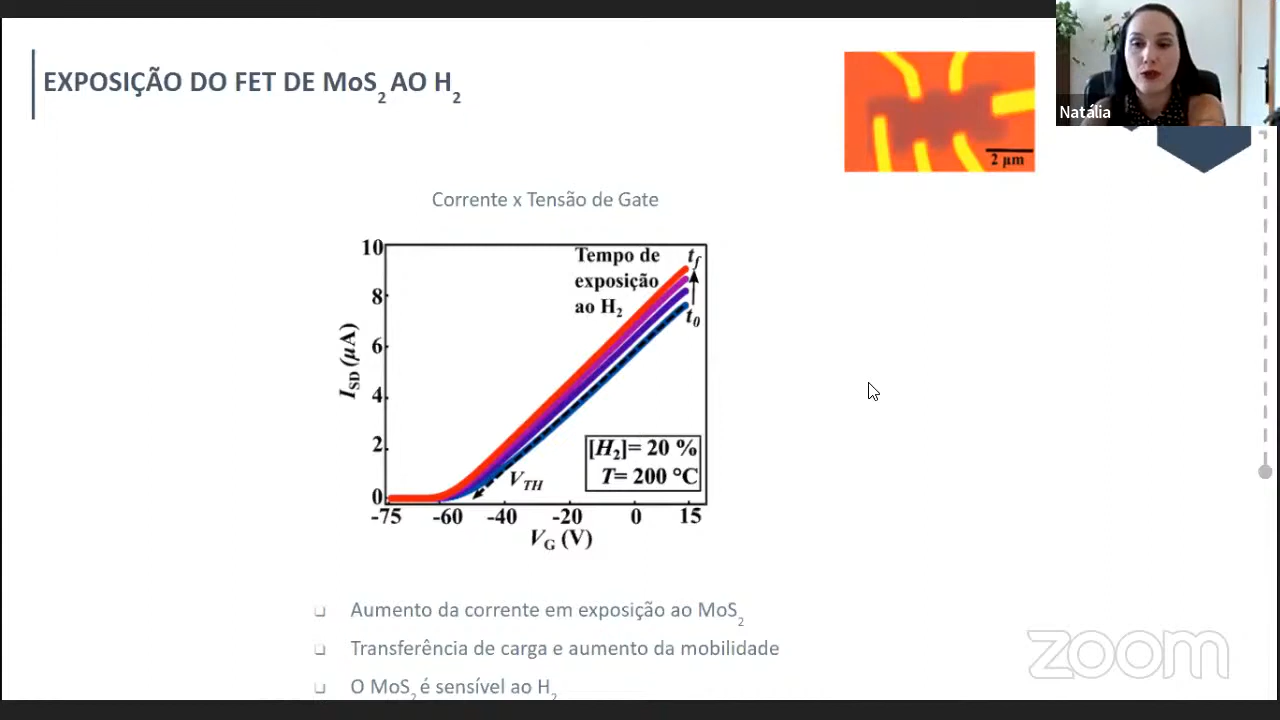 EXPOSIÇÃO DO FET DE MoS2 AO H2
2 µm
Natália
Corrente x Tensão de Gate
10
8
6
4
2
0
ISD (µA)
Tempo de
exposição
ao H2
tf
t0
VTH
[H2]= 20 %
T= 200 °C
-75 -60 -40 -20 0 15
VG (V)
❑ Aumento da corrente em exposição ao MoS2
❑ Transferência de carga e aumento da mobilidade
❑ O MoS2 é sensível ao H2
zoom